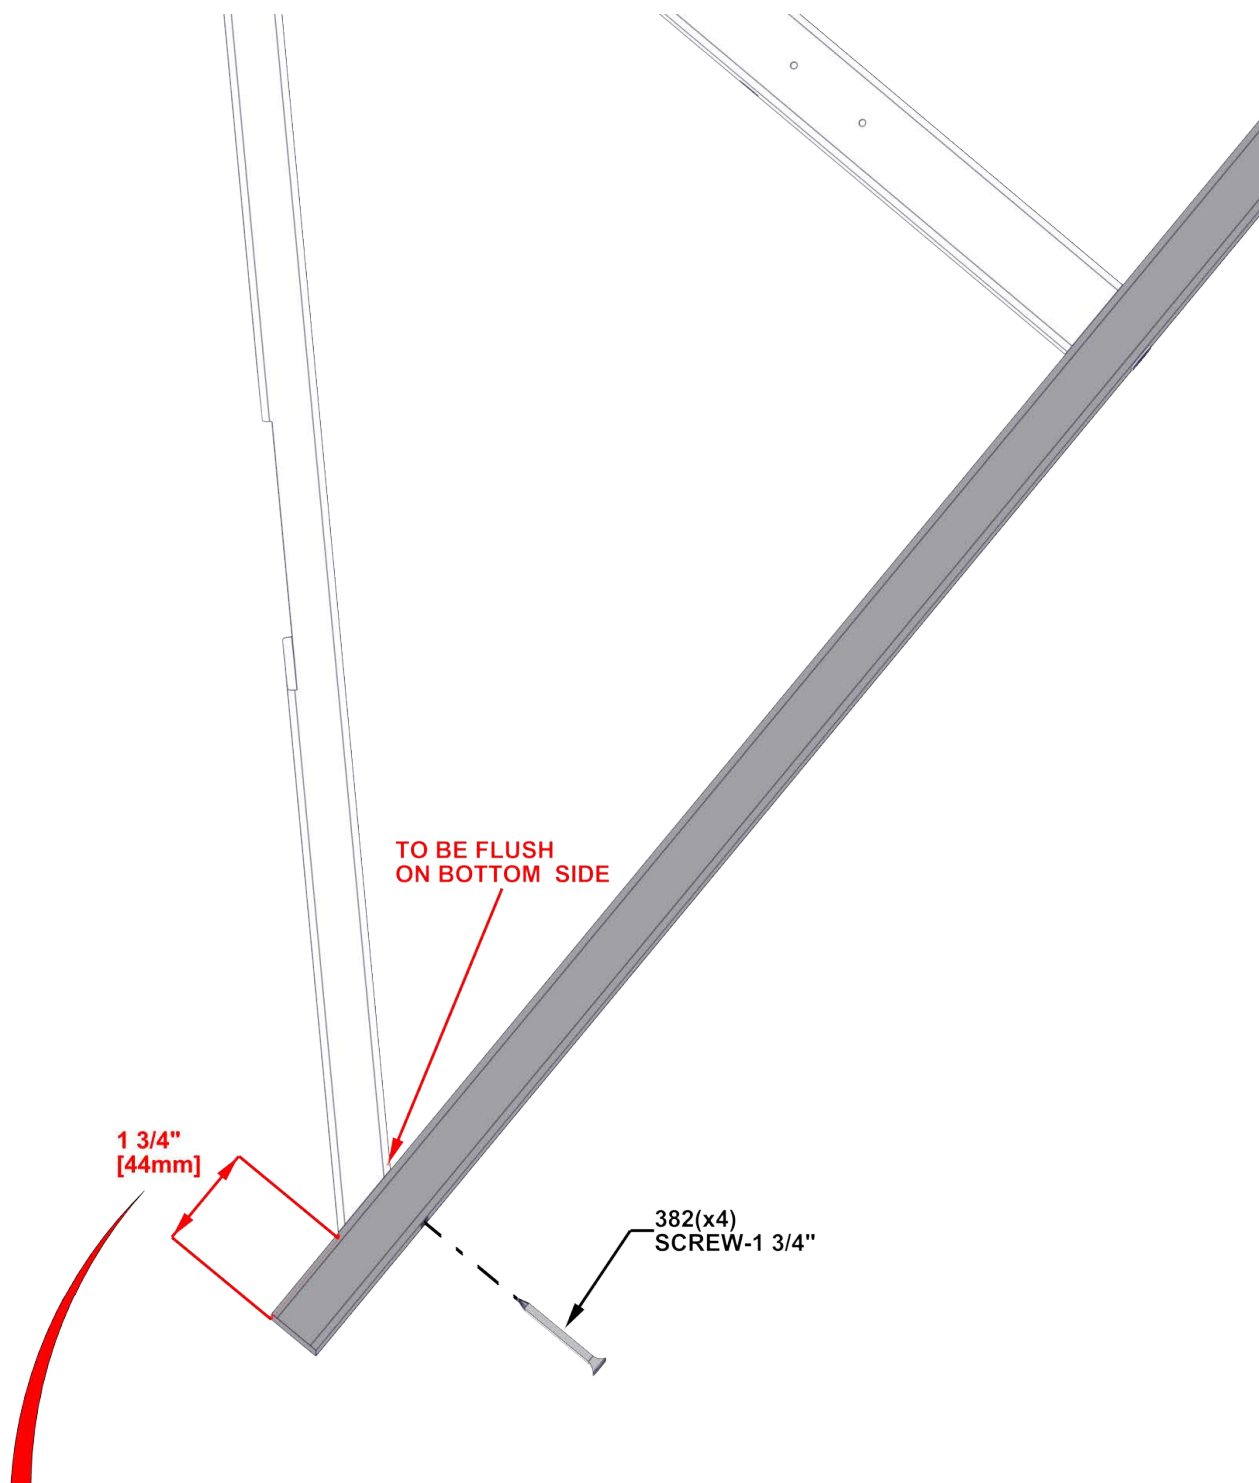 TO BE FLUSH
ON BOTTOM SIDE
1 3/4"
[44mm]
382(x4)
SCREW-1 3/4"